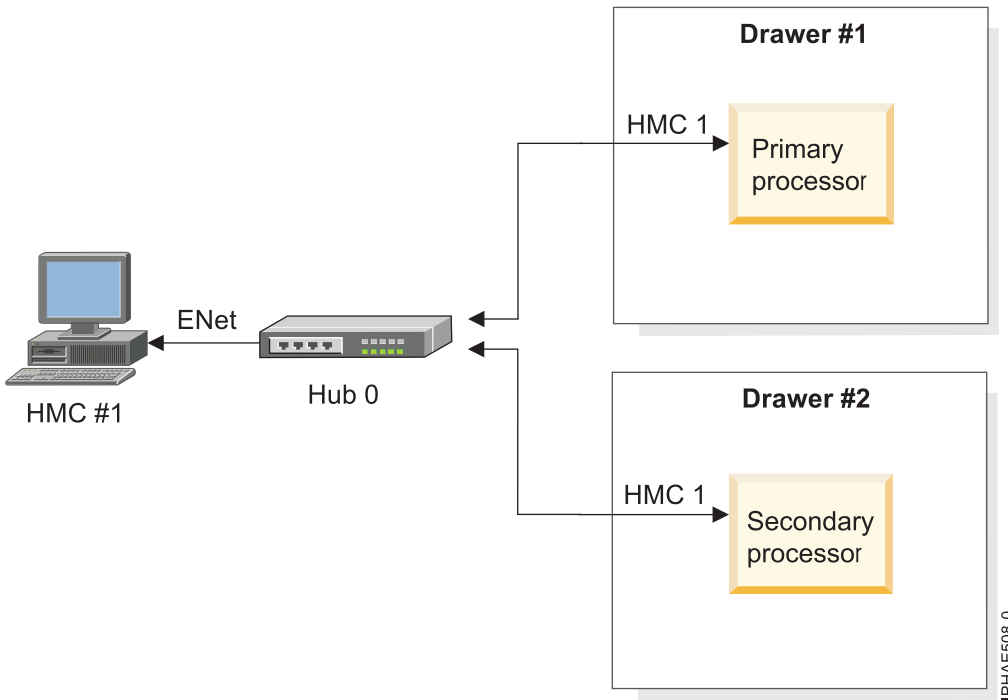 Drawer #1
HMC 1
Primary
processor
ENet
Hub 0
HMC #1
Drawer #2
HMC 1
Secondary
processor